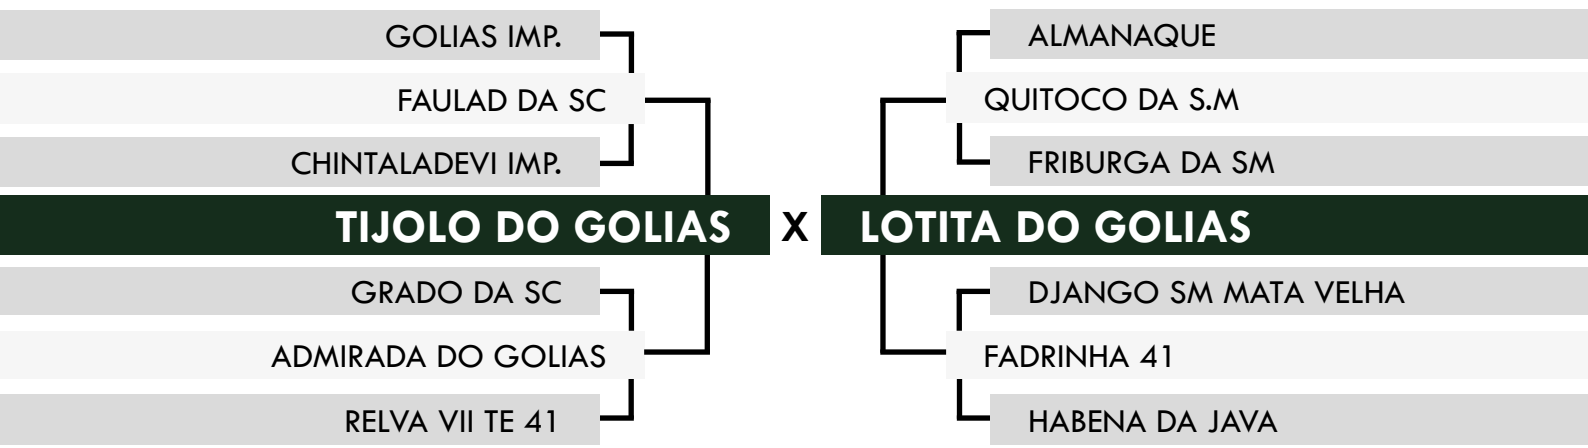 GOLIAS IMP.
FAULAD DA SC
CHINTALADEVI IMP.
ALMANAQUE
QUITOCO DA S.M
FRIBURGA DA SM
TIJOLO DO GOLIAS X LOTITA DO GOLIAS
GRADO DA SC
ADMIRADA DO GOLIAS
RELVA VII TE 41
DJANGO SM MATA VELHA
FADRINHA 41
HABENA DA JAVA